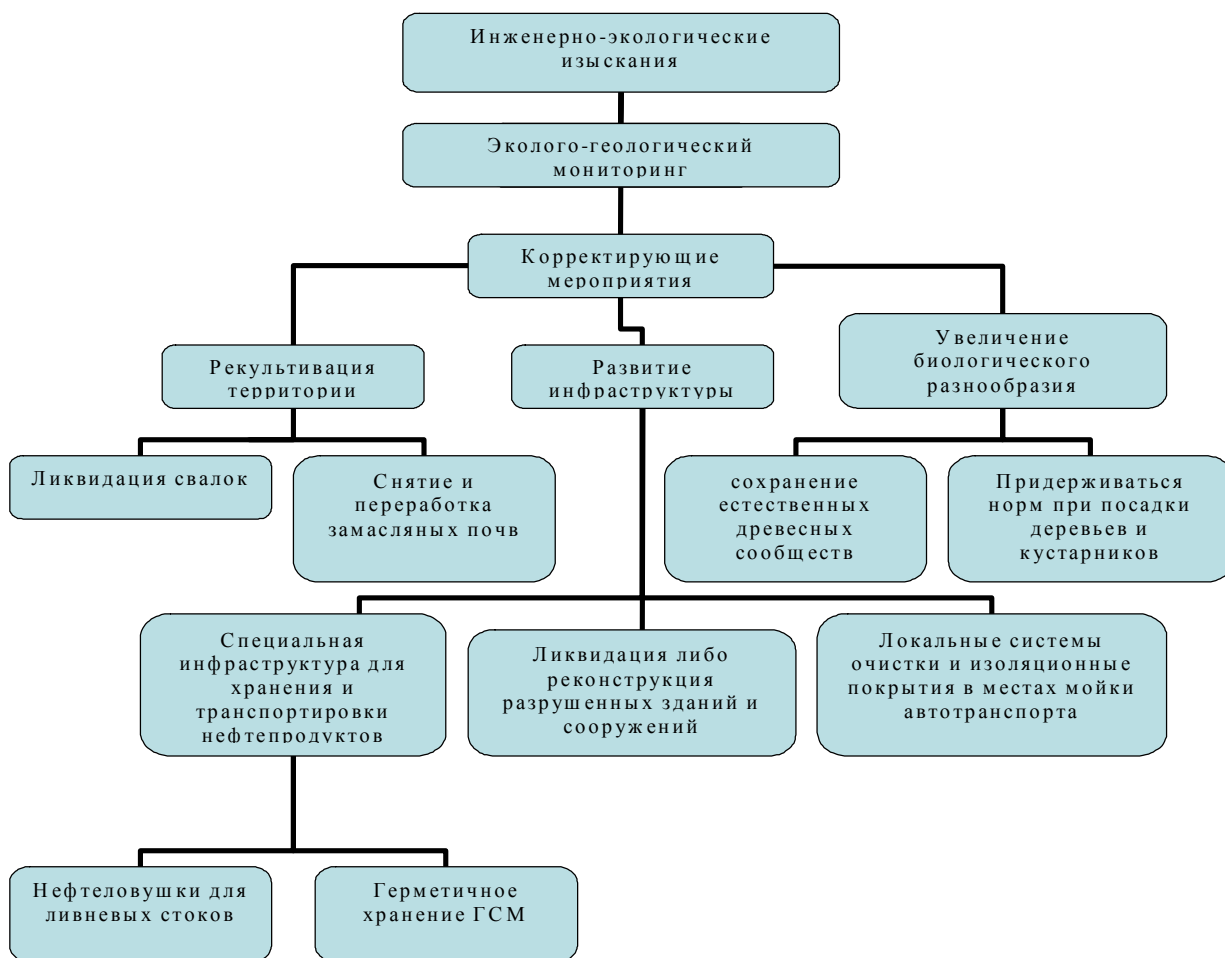 Инженерно-экологические
изыскания
Эколого-геологический
мониторинг
Корректирующие
мероприятия
Рекультивация
территории
Развитие
инфраструктуры
Увеличение
биологического
разнообразия
Ликвидация свалок
Снятие и
переработка
замасляных почв
сохранение
естественных
древесных
сообществ
Придерживаться
норм при посадки
деревьев и
кустарников
Специальная
инфраструктура для
хранения и
транспортировки
нефтепродуктов
Ликвидация либо
реконструкция
разрушенных зданий и
сооружений
Локальные системы
очистки и изоляционные
покрытия в местах мойки
автотранспорта
Нефтеловушки для
ливневых стоков
Герметичное
хранение ГСМ